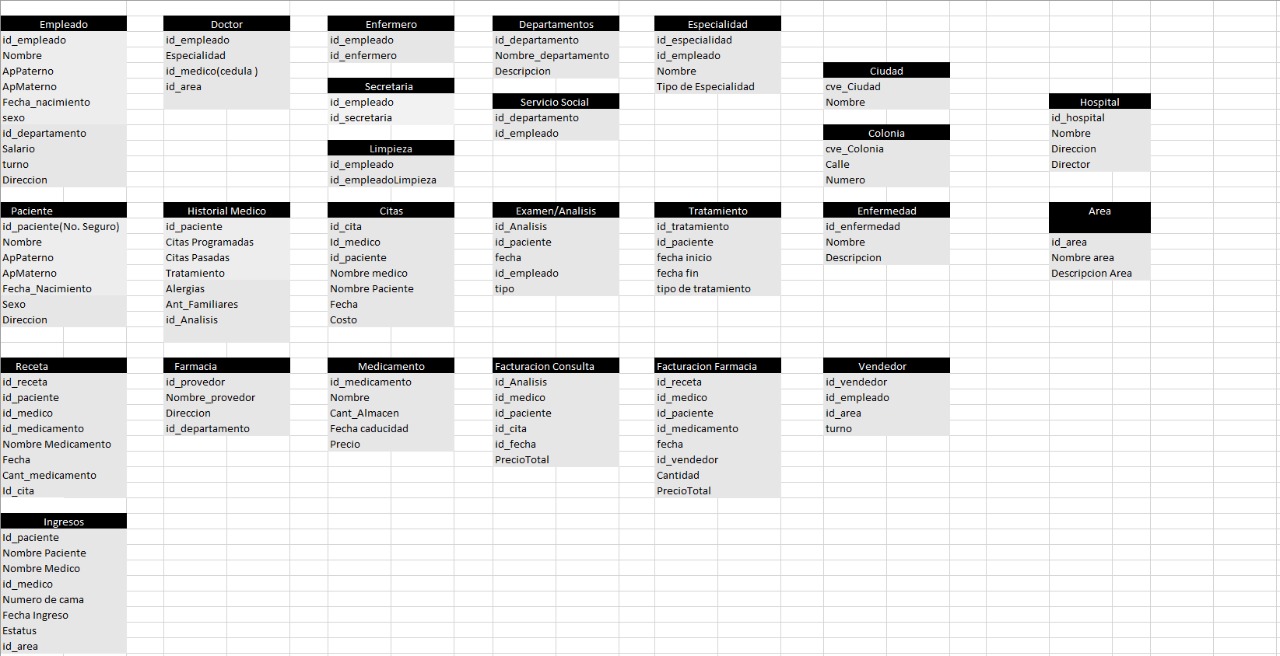 Empleado
id_empleado
Nombre
ApPaterno
ApMaterno
Fecha_nacimiento
sexo
id_departamento
Salario
turno
Direccion
Doctor
id_empleado
Especialidad
id_medico(cedula )
id_area
Enfermero
id_empleado
id_enfermero
Secretaria
id_empleado
id_secretaria
Limpieza
id_empleado
id_empleadoLimpieza
Departamentos
id_departamento
Nombre_departamento
Descripcion
Servicio Social
id_departamento
id_empleado
Especialidad
id_especialidad
id_empleado
Nombre
Tipo de Especialidad
Ciudad
cve_Ciudad
Nombre
Colonia
cve_Colonia
Calle
Numero
Hospital
id_hospital
Nombre
Direccion
Director
Paciente
id_paciente(No. Seguro)
Nombre
ApPaterno
ApMaterno
Fecha_Nacimiento
Sexo
Direccion
Historial Medico
id_paciente
Citas Programadas
Citas Pasadas
Tratamiento
Alergias
Ant_Familiares
id_Analisis
Citas
id_cita
Id_medico
id_paciente
Nombre medico
Nombre Paciente
Fecha
Costo
Examen/Analisis
id_Analisis
id_paciente
fecha
id_empleado
tipo
Tratamiento
id_tratamiento
id_paciente
fecha inicio
fecha fin
tipo de tratamiento
Enfermedad
id_enfermedad
Nombre
Descripcion
Area
id_area
Nombre area
Descripcion Area
Receta
id_receta
id_paciente
id_medico
id_medicamento
Nombre Medicamento
Fecha
Cant_medicamento
Id_cita
Farmacia
id_provedor
Nombre_provedor
Direccion
id_departamento
Medicamento
id_medicamento
Nombre
Cant_Almacen
Fecha caducidad
Precio
Facturacion Consulta
id_Analisis
id_medico
id_paciente
id_cita
id_fecha
PrecioTotal
Facturacion Farmacia
id_receta
id_medico
id_paciente
id_medicamento
fecha
id_vendedor
Cantidad
PrecioTotal
Vendedor
id_vendedor
id_empleado
id_area
turno
Ingresos
Id_paciente
Nombre Paciente
Nombre Medico
id_medico
Numero de cama
Fecha Ingreso
Estatus
id_area